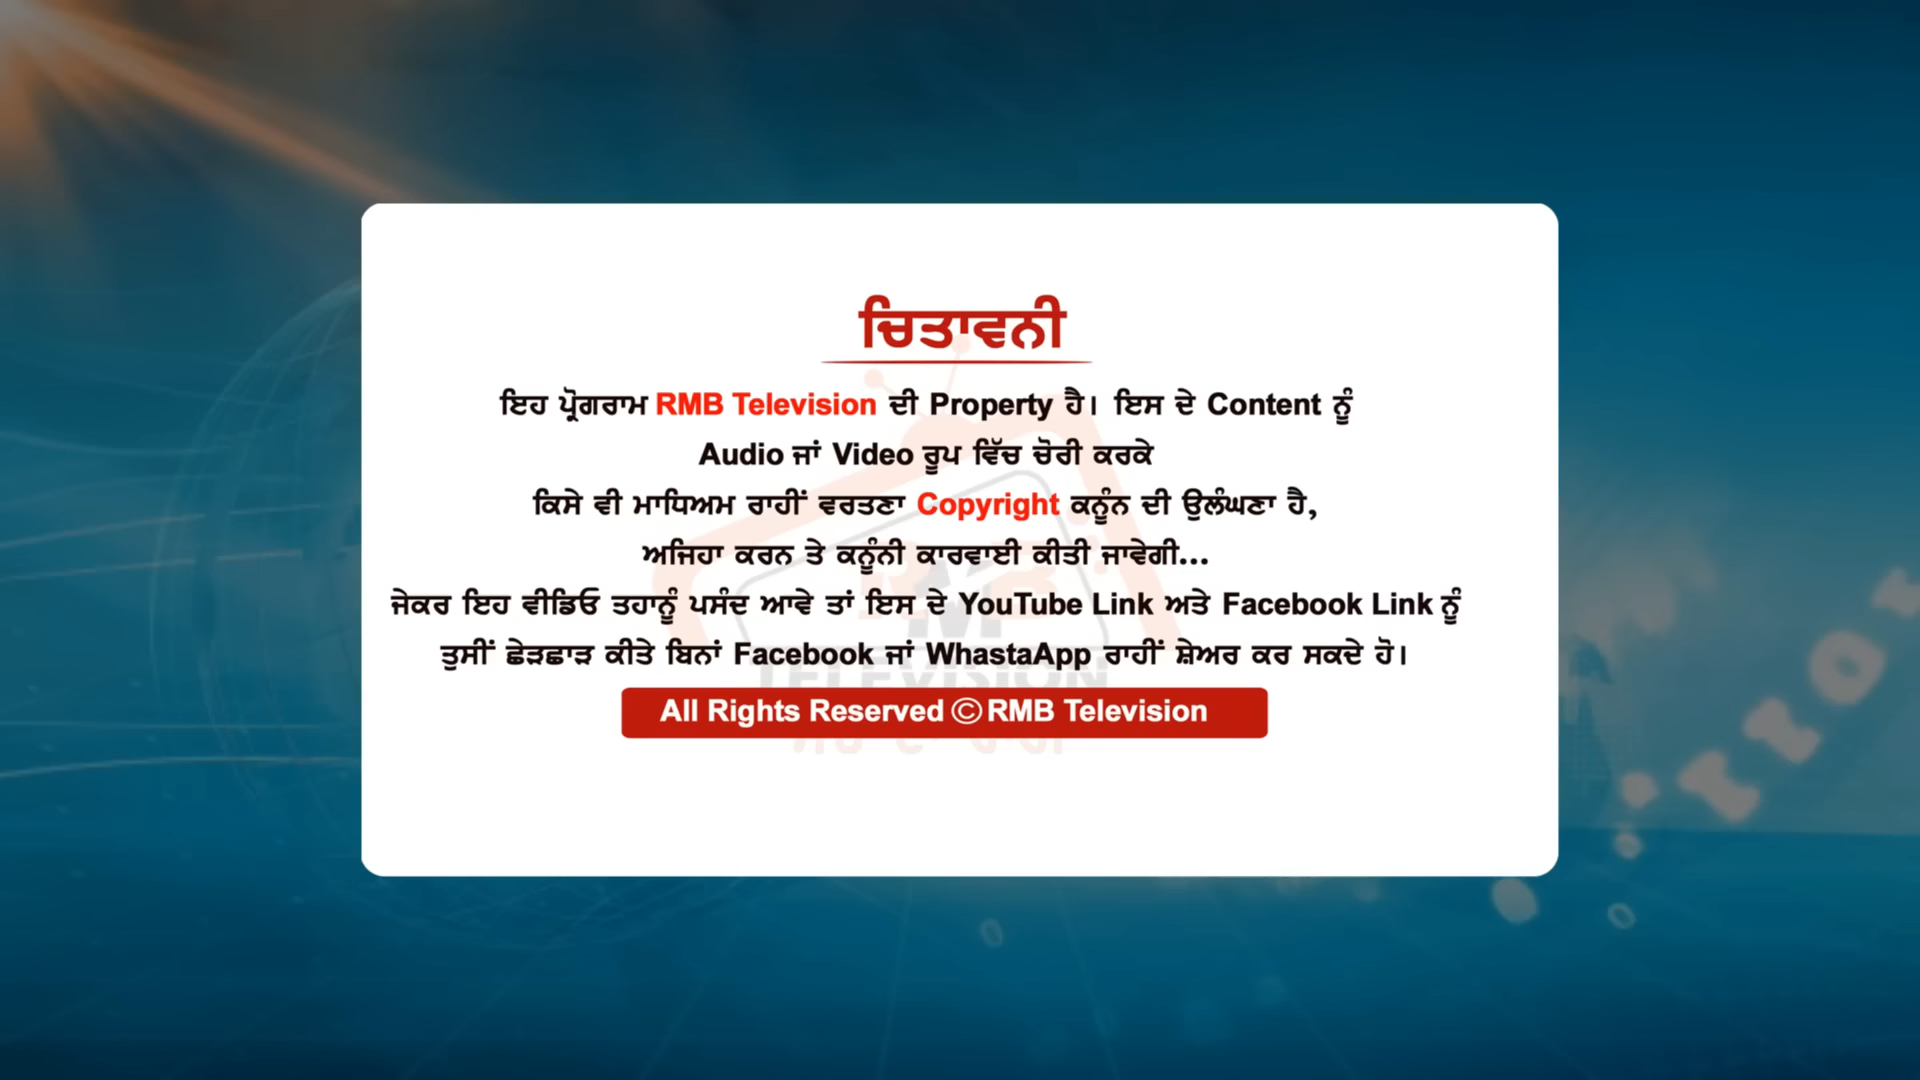 ਚਿਤਾਵਨੀ
ਇਹ ਪ੍ਰੋਗਰਾਮ RMB Television ਦੀ Property ਹੈ। ਇਸ ਦੇ Content ਨੂੰ
Audio ਜਾਂ Video ਰੂਪ ਵਿੱਚ ਚੋਰੀ ਕਰਕੇ
ਕਿਸੇ ਵੀ ਮਾਧਿਅਮ ਰਾਹੀਂ ਵਰਤਣਾ Copyright ਕਨੂੰਨ ਦੀ ਉਲੰਘਣਾ ਹੈ,
ਅਜਿਹਾ ਕਰਨ ਤੇ ਕਨੂੰਨੀ ਕਾਰਵਾਈ ਕੀਤੀ ਜਾਵੇਗੀ...
ਜੇਕਰ ਇਹ ਵੀਡਿਓ ਤਹਾਨੂੰ ਪਸੰਦ ਆਵੇ ਤਾਂ ਇਸ ਦੇ YouTube Link ਅਤੇ Facebook Link ਨੂੰ
ਤੁਸੀਂ ਛੇੜਛਾੜ ਕੀਤੇ ਬਿਨਾਂ Facebook ਜਾਂ WhastaApp ਰਾਹੀਂ ਸ਼ੇਅਰ ਕਰ ਸਕਦੇ ਹੋ।
TELEVISION
All Rights Reserved © RMB Television